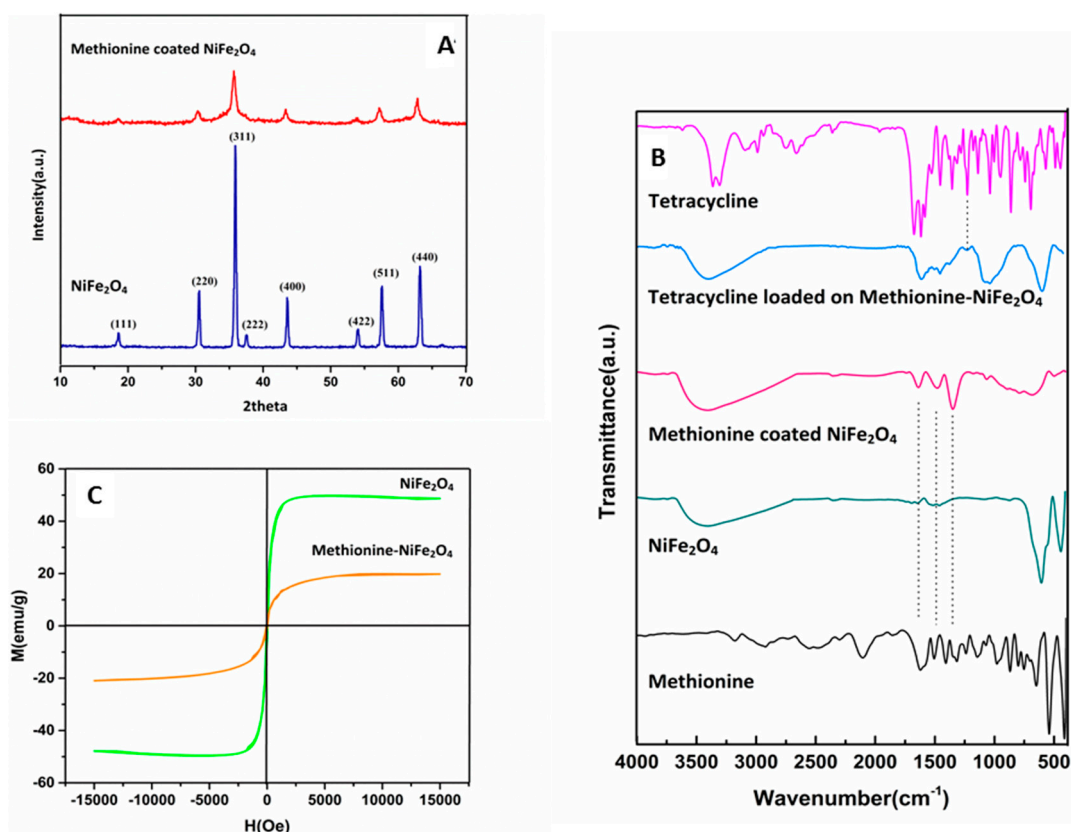 A
Methionine coated NiFe₂O₄
(311)
(440)
(220)
(511)
(400)
NiFe₂O₄
(111)
(222)
(422)
Intensity(a.u.)
10 20 30 40 50 60 70
2theta
B
Tetracycline
Tetracycline loaded on Methionine-NiFe₂O₄
Methionine coated NiFe₂O₄
NiFe₂O₄
Methionine
Transmittance(a.u.)
4000 3500 3000 2500 2000 1500 1000 500
Wavenumber(cm⁻¹)
C
NiFe₂O₄
Methionine-NiFe₂O₄
60
40
20
0
-20
-40
-60
M(emu/g)
-15000 -10000 -5000 0 5000 10000 15000
H(Oe)